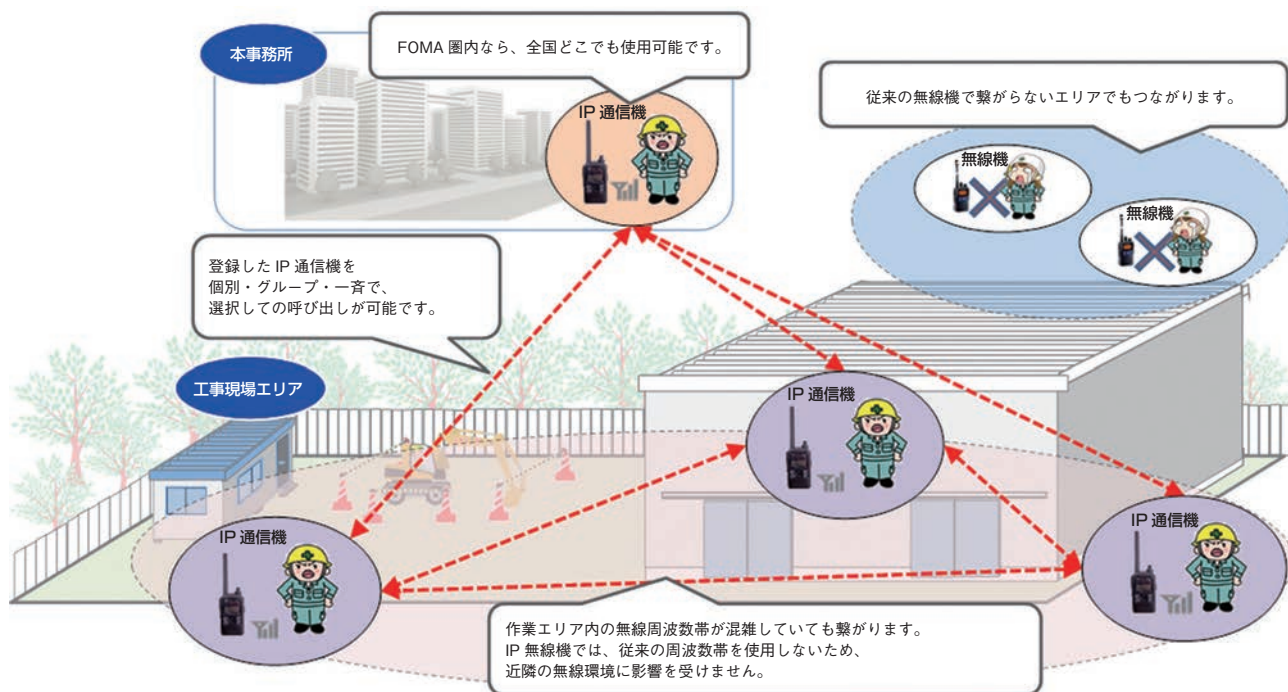 本事務所
FOMA 圏内なら、全国どこでも使用可能です。
IP 通信機
従来の無線機で繋がらないエリアでもつながります。
無線機
無線機
登録した IP 通信機を
個別・グループ・一斉で、
選択しての呼び出しが可能です。
工事現場エリア
IP 通信機
IP 通信機
IP 通信機
作業エリア内の無線周波数帯が混雑していても繋がります。
IP 無線機では、従来の周波数帯を使用しないため、
近隣の無線環境に影響を受けません。